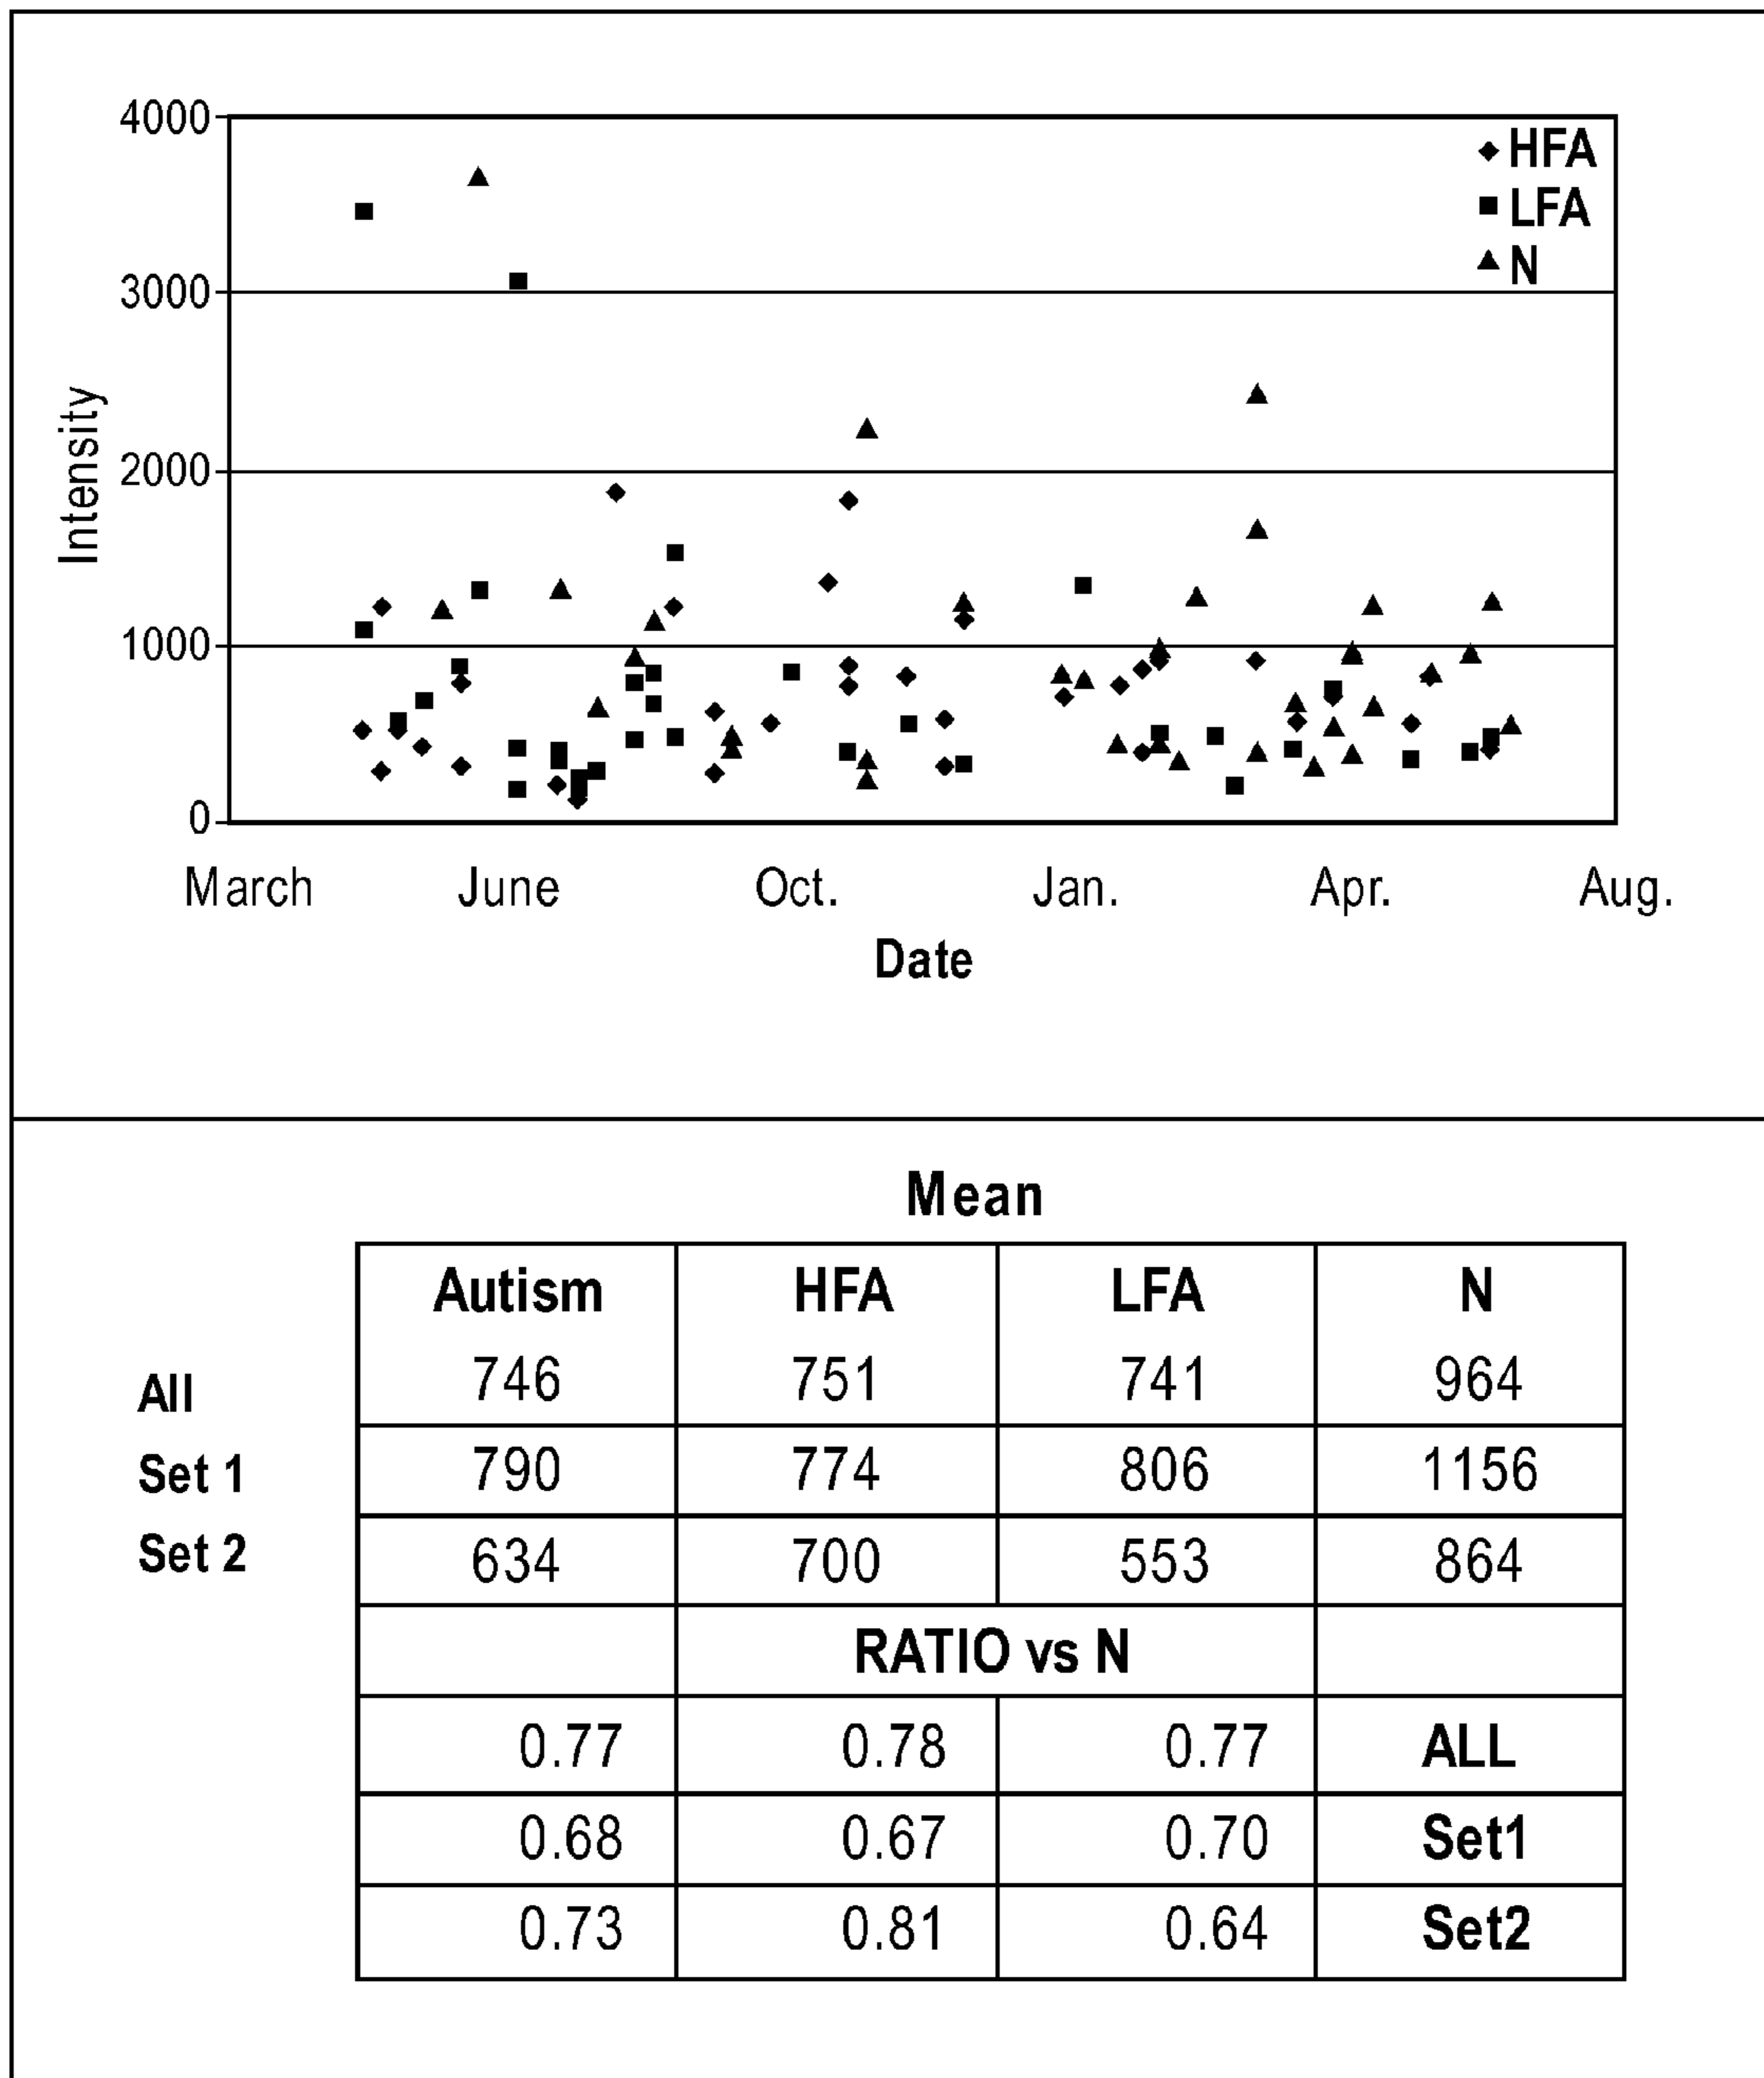 4000
3000
2000
1000
0
Intensity
HFA
LFA
N
March June Oct. Jan. Apr. Aug.
Date
Mean
Autism HFA LFA N
All 746 751 741 964
Set 1 790 774 806 1156
Set 2 634 700 553 864
RATIO vs N
0.77 0.78 0.77 ALL
0.68 0.67 0.70 Set1
0.73 0.81 0.64 Set2